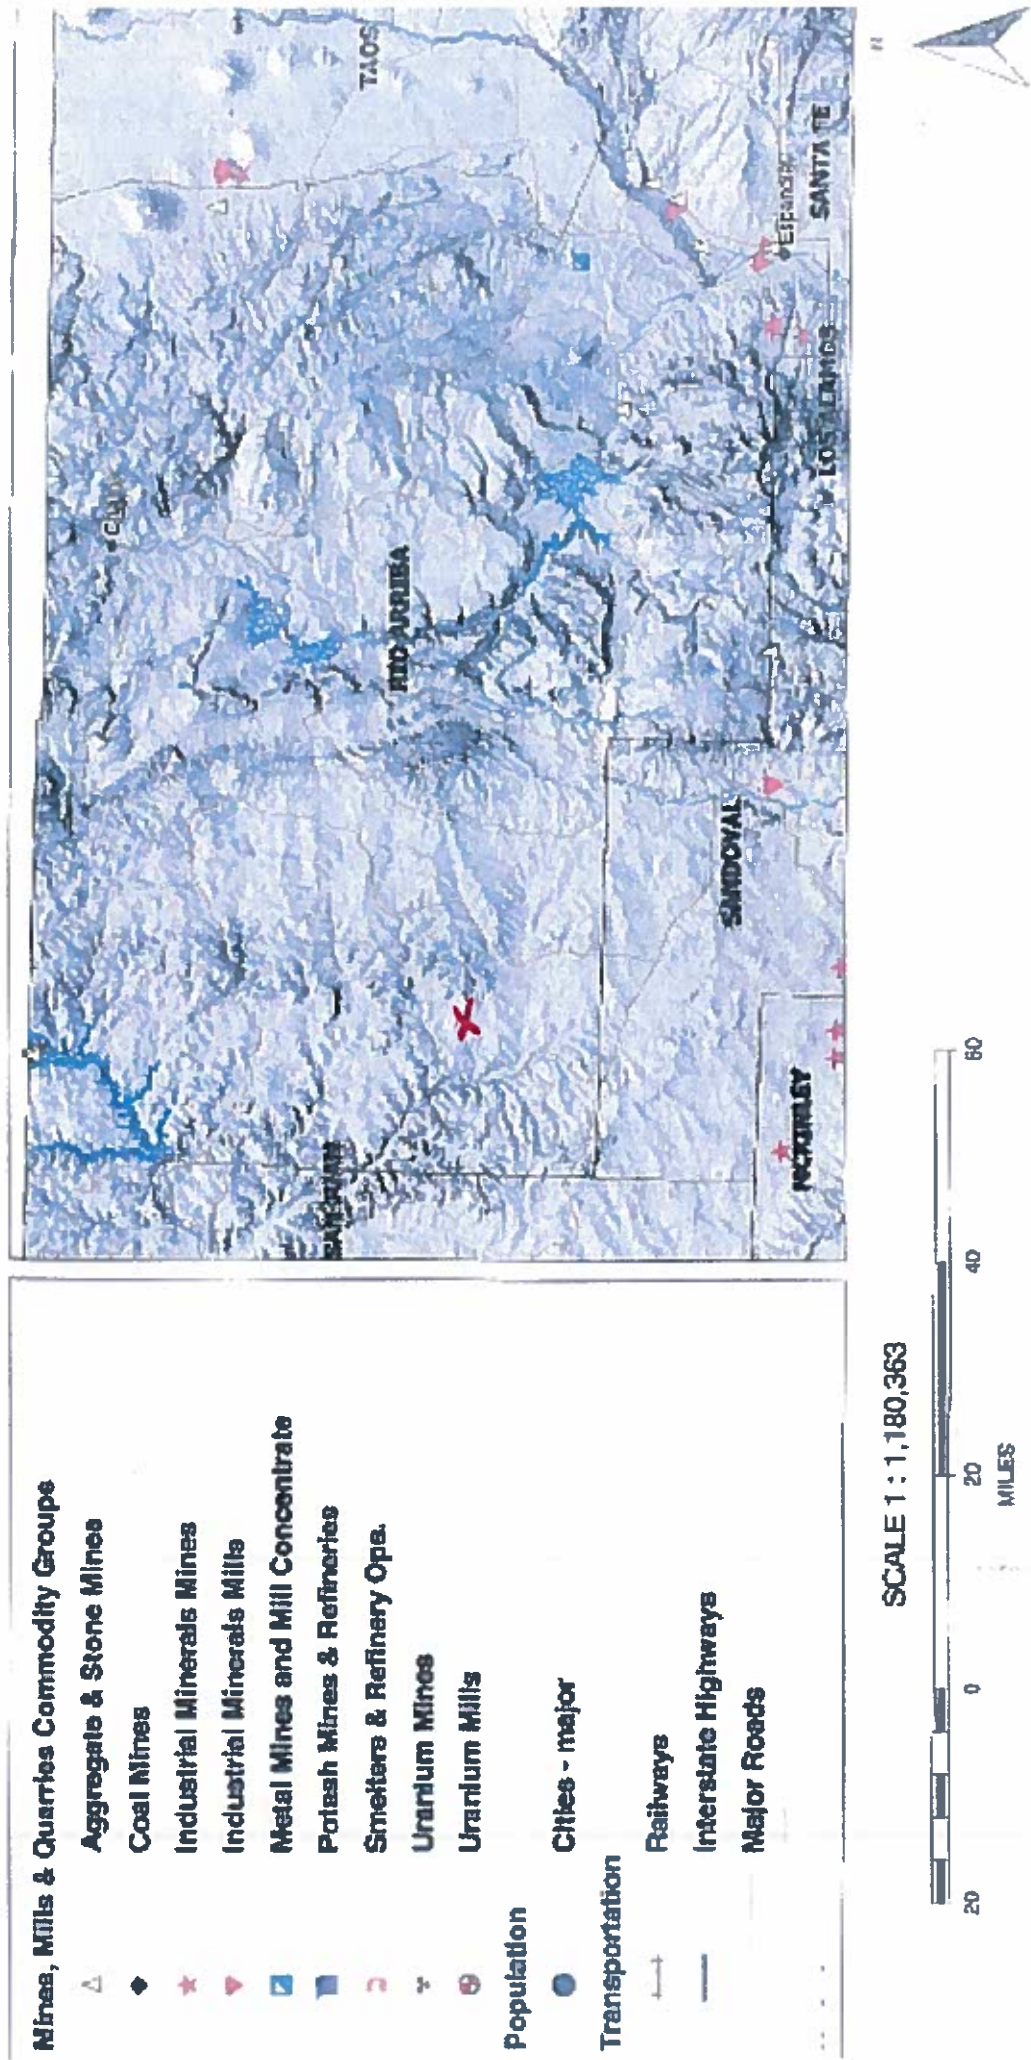 Mines, Mills & Quarries Commodity Groups
Aggregate & Stone Mines
Coal Mines
Industrial Minerals Mines
Industrial Minerals Mills
Metal Mines and Mill Concentrate
Potash Mines & Refineries
Smelters & Refinery Ops.
Uranium Mines
Uranium Mills
Population
Cities - major
Transportation
Railways
Interstate Highways
Major Roads
SAN JUAN
RIO ARRIBA
TAOS
SANDOVAL
MCKINLEY
LOS ALAMOS
Espanola
SANTA FE
SCALE 1 : 1,180,363
20 0 20 40 60
MILES
N